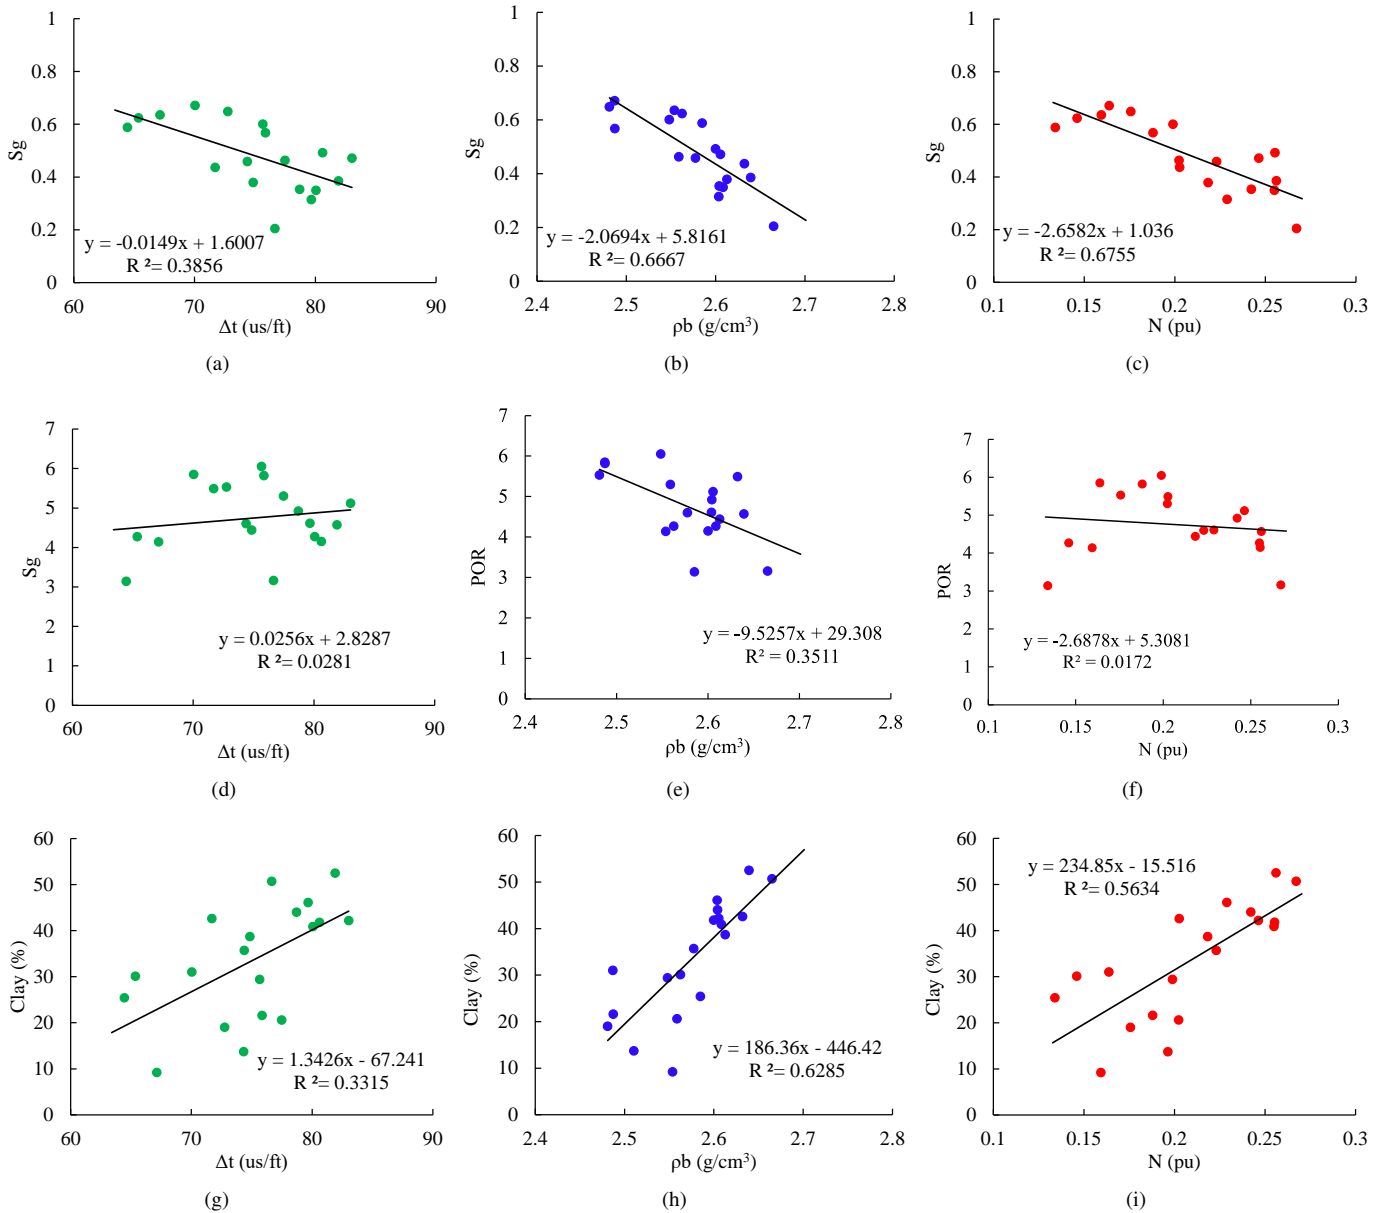 1
0.8
0.6
0.4
0.2
0
Sg
60
70
80
90
Δt (us/ft)
y = -0.0149x + 1.6007
R ²= 0.3856
(a)
1
0.8
0.6
0.4
0.2
0
Sg
2.4
2.5
2.6
2.7
2.8
ρb (g/cm³)
y = -2.0694x + 5.8161
R ²= 0.6667
(b)
1
0.8
0.6
0.4
0.2
0
Sg
0.1
0.15
0.2
0.25
0.3
N (pu)
y = -2.6582x + 1.036
R ²= 0.6755
(c)
7
6
5
4
3
2
1
0
Sg
60
70
80
90
Δt (us/ft)
y = 0.0256x + 2.8287
R ²= 0.0281
(d)
7
6
5
4
3
2
1
0
POR
2.4
2.5
2.6
2.7
2.8
ρb (g/cm³)
y = -9.5257x + 29.308
R² = 0.3511
(e)
7
6
5
4
3
2
1
0
POR
0.1
0.15
0.2
0.25
0.3
N (pu)
y = -2.6878x + 5.3081
R² = 0.0172
(f)
60
50
40
30
20
10
0
Clay (%)
60
70
80
90
Δt (us/ft)
y = 1.3426x - 67.241
R ²= 0.3315
(g)
60
50
40
30
20
10
0
Clay (%)
2.4
2.5
2.6
2.7
2.8
ρb (g/cm³)
y = 186.36x - 446.42
R ²= 0.6285
(h)
60
50
40
30
20
10
0
Clay (%)
0.1
0.15
0.2
0.25
0.3
N (pu)
y = 234.85x - 15.516
R ²= 0.5634
(i)